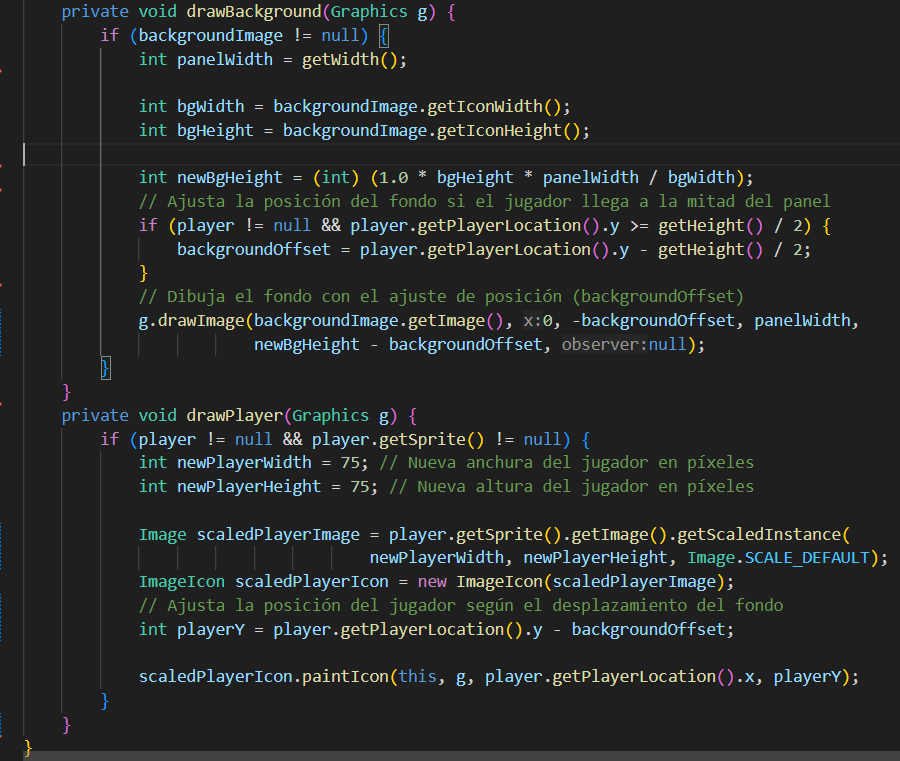 private void drawBackground(Graphics g) {
if (backgroundImage != null) {
int panelWidth = getWidth();
int bgWidth = backgroundImage.getIconWidth();
int bgHeight = backgroundImage.getIconHeight();
int newBgHeight = (int) (1.0 * bgHeight * panelWidth / bgWidth);
// Ajusta la posición del fondo si el jugador llega a la mitad del panel
if (player != null && player.getPlayerLocation().y >= getHeight() / 2) {
backgroundOffset = player.getPlayerLocation().y - getHeight() / 2;
}
// Dibuja el fondo con el ajuste de posición (backgroundOffset)
g.drawImage(backgroundImage.getImage(), x:0, -backgroundOffset, panelWidth,
newBgHeight - backgroundOffset, observer:null);
}
}
private void drawPlayer(Graphics g) {
if (player != null && player.getSprite() != null) {
int newPlayerWidth = 75; // Nueva anchura del jugador en píxeles
int newPlayerHeight = 75; // Nueva altura del jugador en píxeles
Image scaledPlayerImage = player.getSprite().getImage().getScaledInstance(
newPlayerWidth, newPlayerHeight, Image.SCALE_DEFAULT);
ImageIcon scaledPlayerIcon = new ImageIcon(scaledPlayerImage);
// Ajusta la posición del jugador según el desplazamiento del fondo
int playerY = player.getPlayerLocation().y - backgroundOffset;
scaledPlayerIcon.paintIcon(this, g, player.getPlayerLocation().x, playerY);
}
}
}